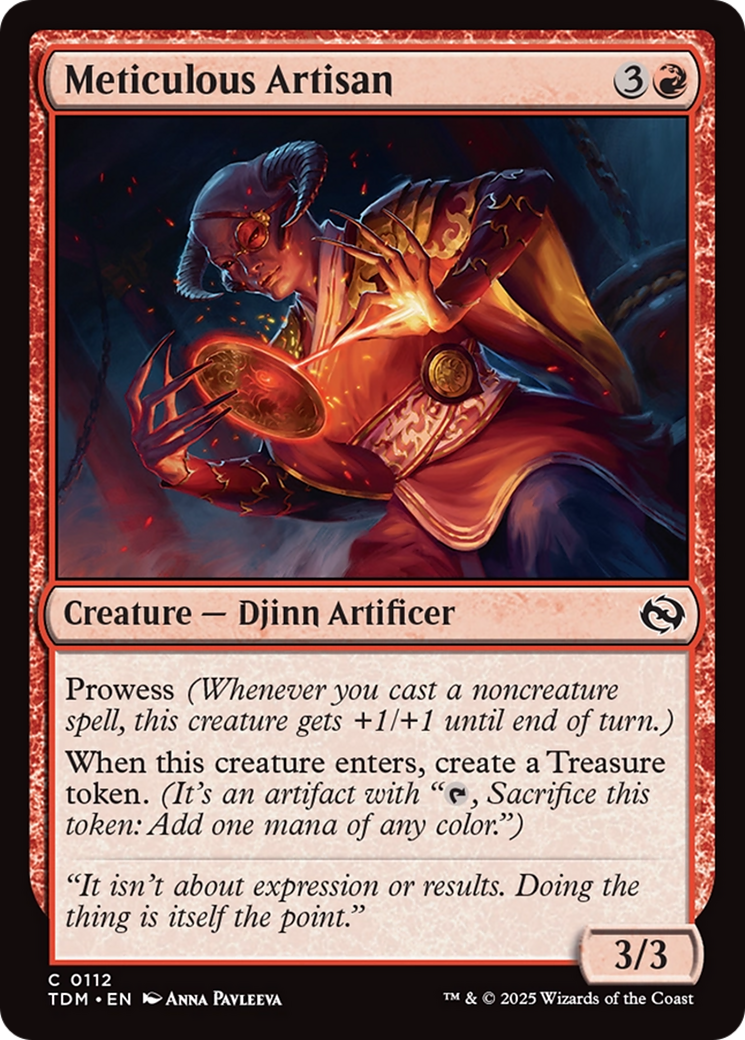 Meticulous Artisan 3
Creature — Djinn Artificer
Prowess (Whenever you cast a noncreature
spell, this creature gets +1/+1 until end of turn.)
When this creature enters, create a Treasure
token. (It’s an artifact with “, Sacrifice this
token: Add one mana of any color.”)
“It isn’t about expression or results. Doing the
thing is itself the point.”
3/3
C 0112
TDM • EN Anna Pavleeva
™ & © 2025 Wizards of the Coast